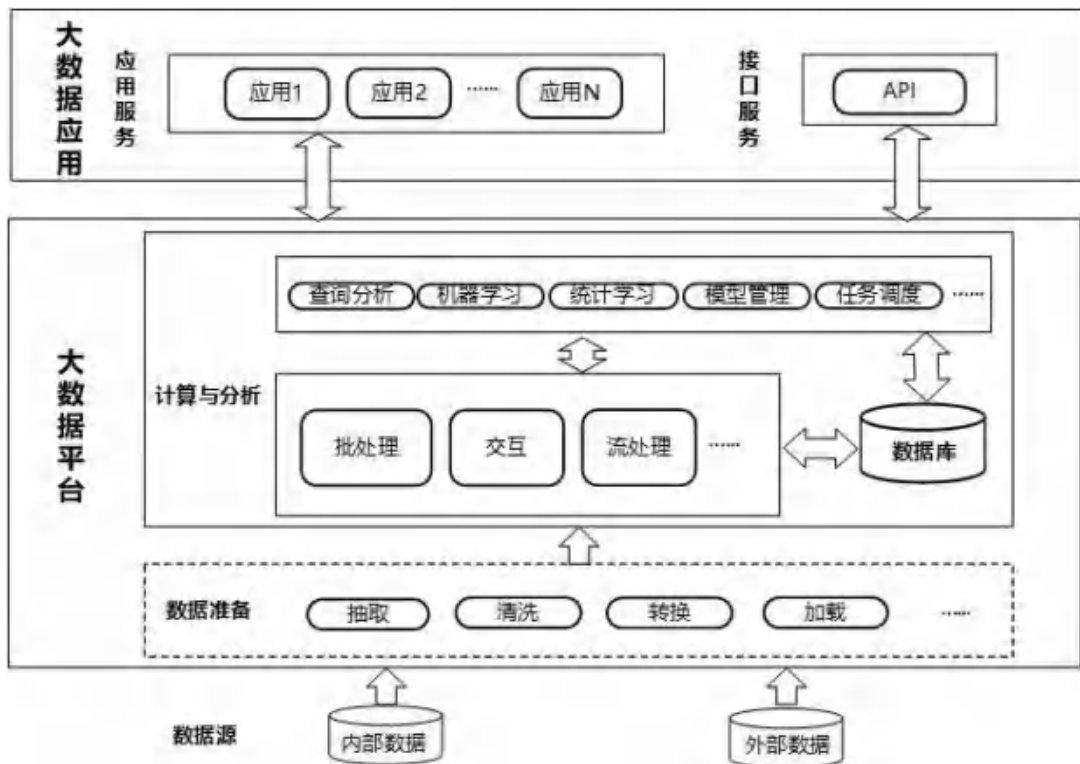 大数据应用
应用服务
应用1 应用2 …… 应用N
接口服务
API
大数据平台
计算与分析
查询分析 机器学习 统计学习 模型管理 任务调度 ……
批处理 交互 流处理 ……
数据库
数据准备
抽取 清洗 转换 加载 ……
数据源
内部数据 外部数据